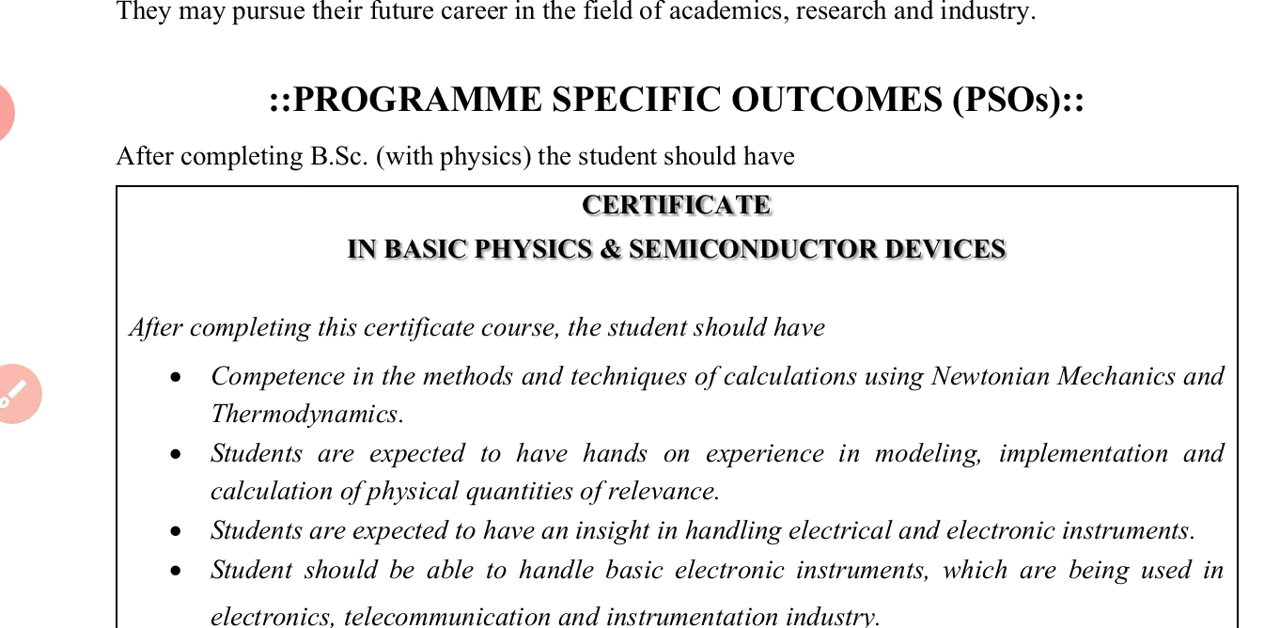 They may pursue their future career in the field of academics, research and industry.
::PROGRAMME SPECIFIC OUTCOMES (PSOs)::
After completing B.Sc. (with physics) the student should have
CERTIFICATE
IN BASIC PHYSICS & SEMICONDUCTOR DEVICES
After completing this certificate course, the student should have
• Competence in the methods and techniques of calculations using Newtonian Mechanics and
Thermodynamics.
• Students are expected to have hands on experience in modeling, implementation and
calculation of physical quantities of relevance.
• Students are expected to have an insight in handling electrical and electronic instruments.
• Student should be able to handle basic electronic instruments, which are being used in
electronics, telecommunication and instrumentation industry.